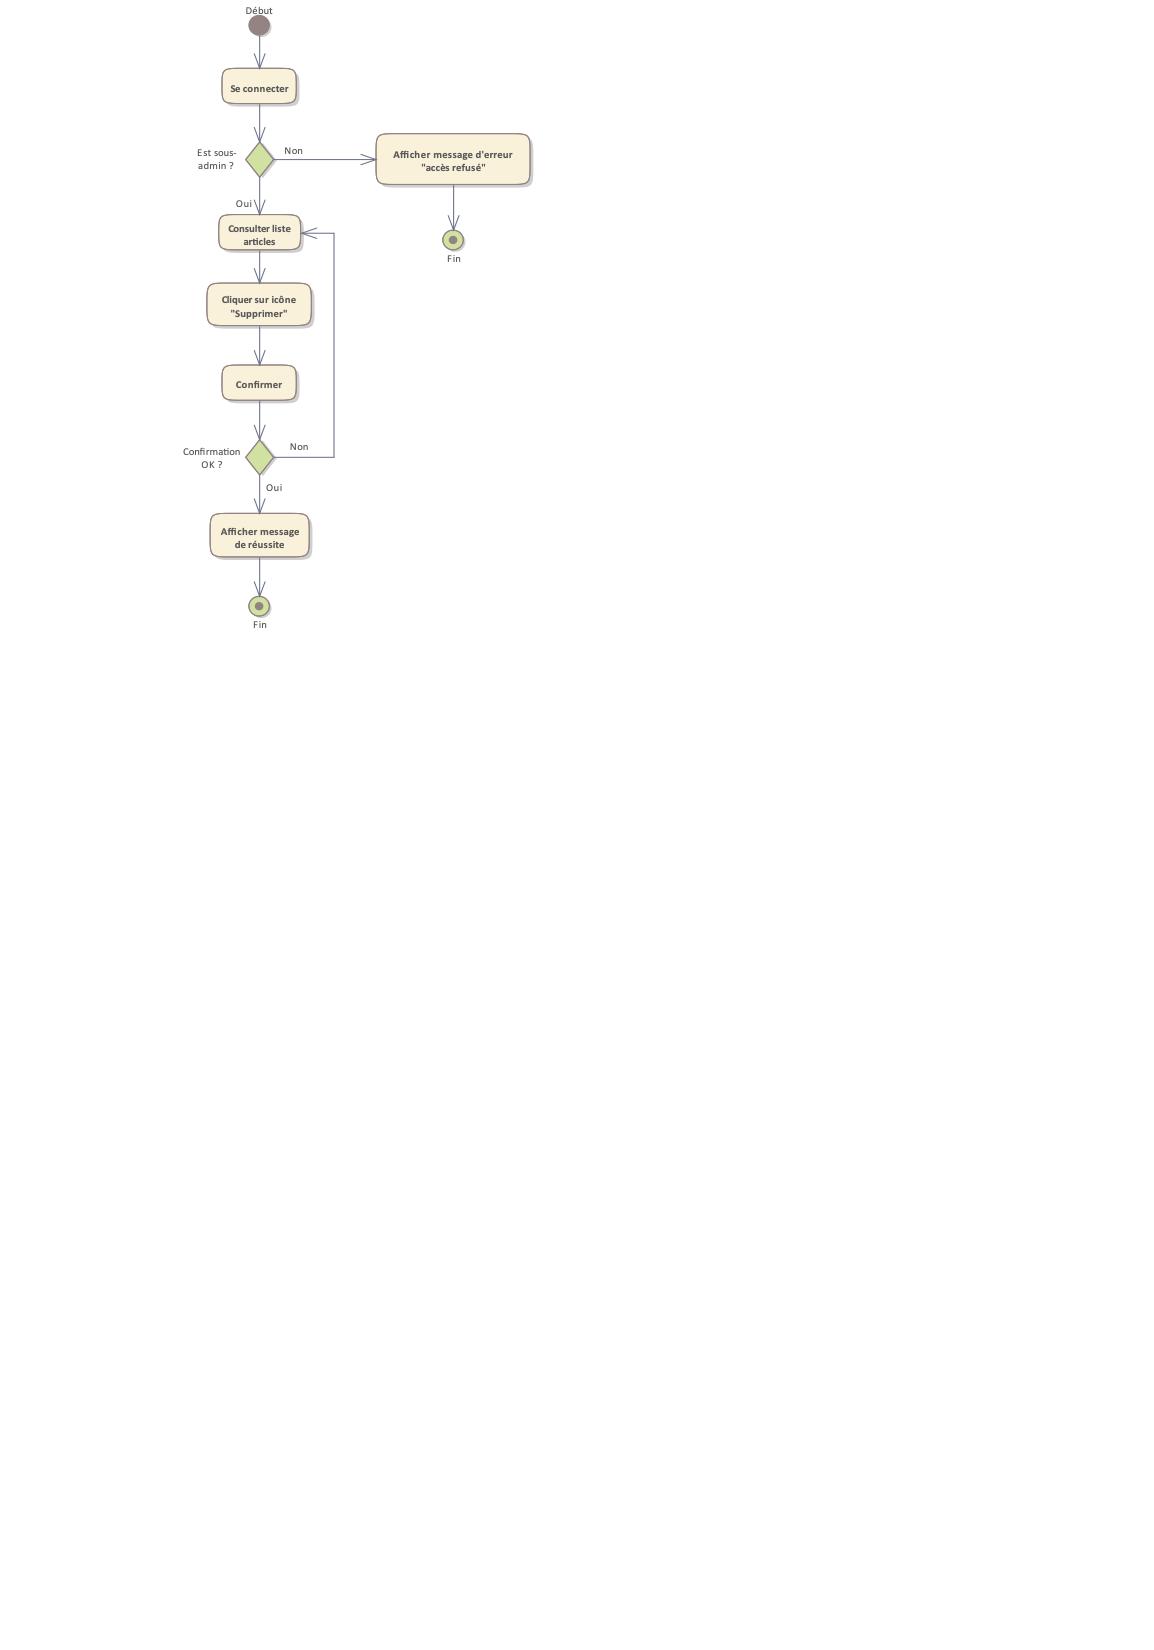 Début
Se connecter
Est sous-
admin ?
Non
Afficher message d'erreur
"accès refusé"
Oui
Fin
Consulter liste
articles
Cliquer sur icône
"Supprimer"
Confirmer
Confirmation
OK ?
Non
Oui
Afficher message
de réussite
Fin